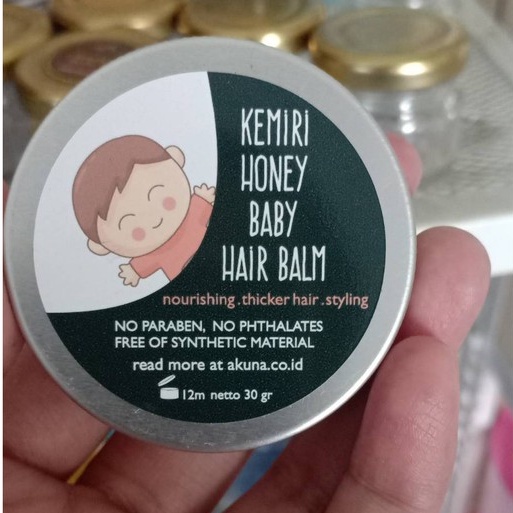 KEMIRI
HONEY
BABY
HAIR BALM
nourishing.thicker hair.styling
NO PARABEN, NO PHTHALATES
FREE OF SYNTHETIC MATERIAL
read more at akuna.co.id
12m netto 30 gr